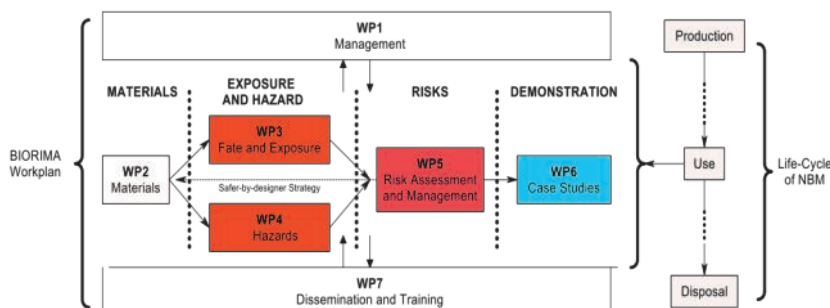 WP1
Management
Production
MATERIALS
EXPOSURE
AND HAZARD
RISKS
DEMONSTRATION
BIORIMA
Workplan
WP2
Materials
WP3
Fate and Exposure
Safer-by-designer Strategy
WP4
Hazards
WP5
Risk Assessment
and Management
WP6
Case Studies
Use
Life-Cycle
of NBM
WP7
Dissemination and Training
Disposal